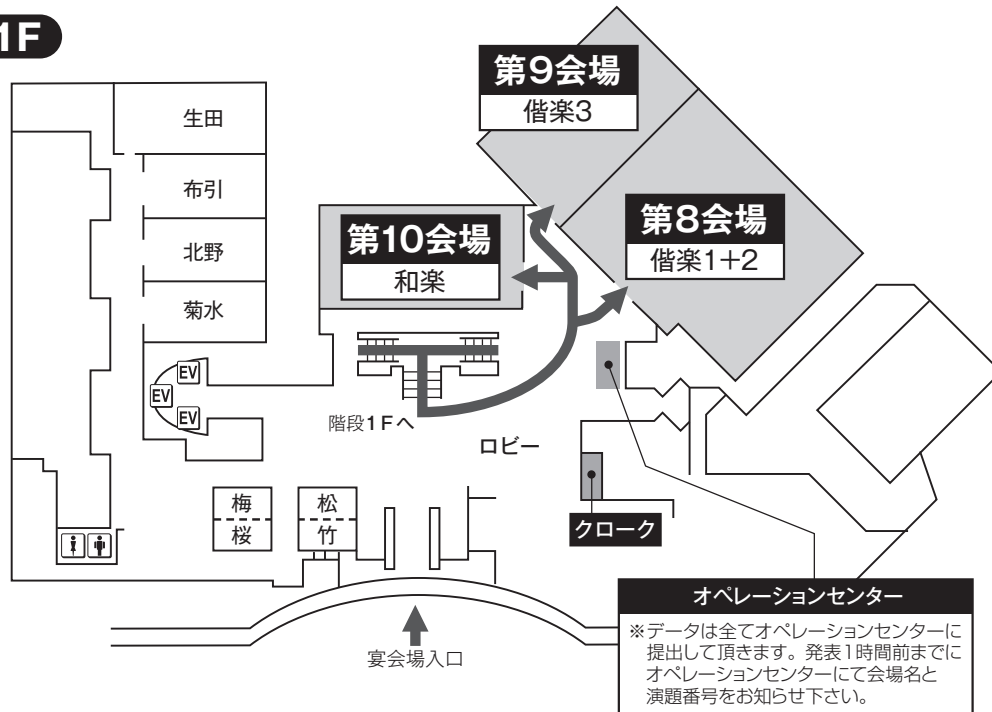 1F
第9会場
偕楽3
生田
布引
第8会場
偕楽1+2
第10会場
和楽
北野
菊水
EV
EV
EV
階段1Fへ
ロビー
梅
桜
松
竹
クローク
オペレーションセンター
※データは全てオペレーションセンターに
提出して頂きます。発表1時間前までに
オペレーションセンターにて会場名と
演題番号をお知らせ下さい。
宴会場入口